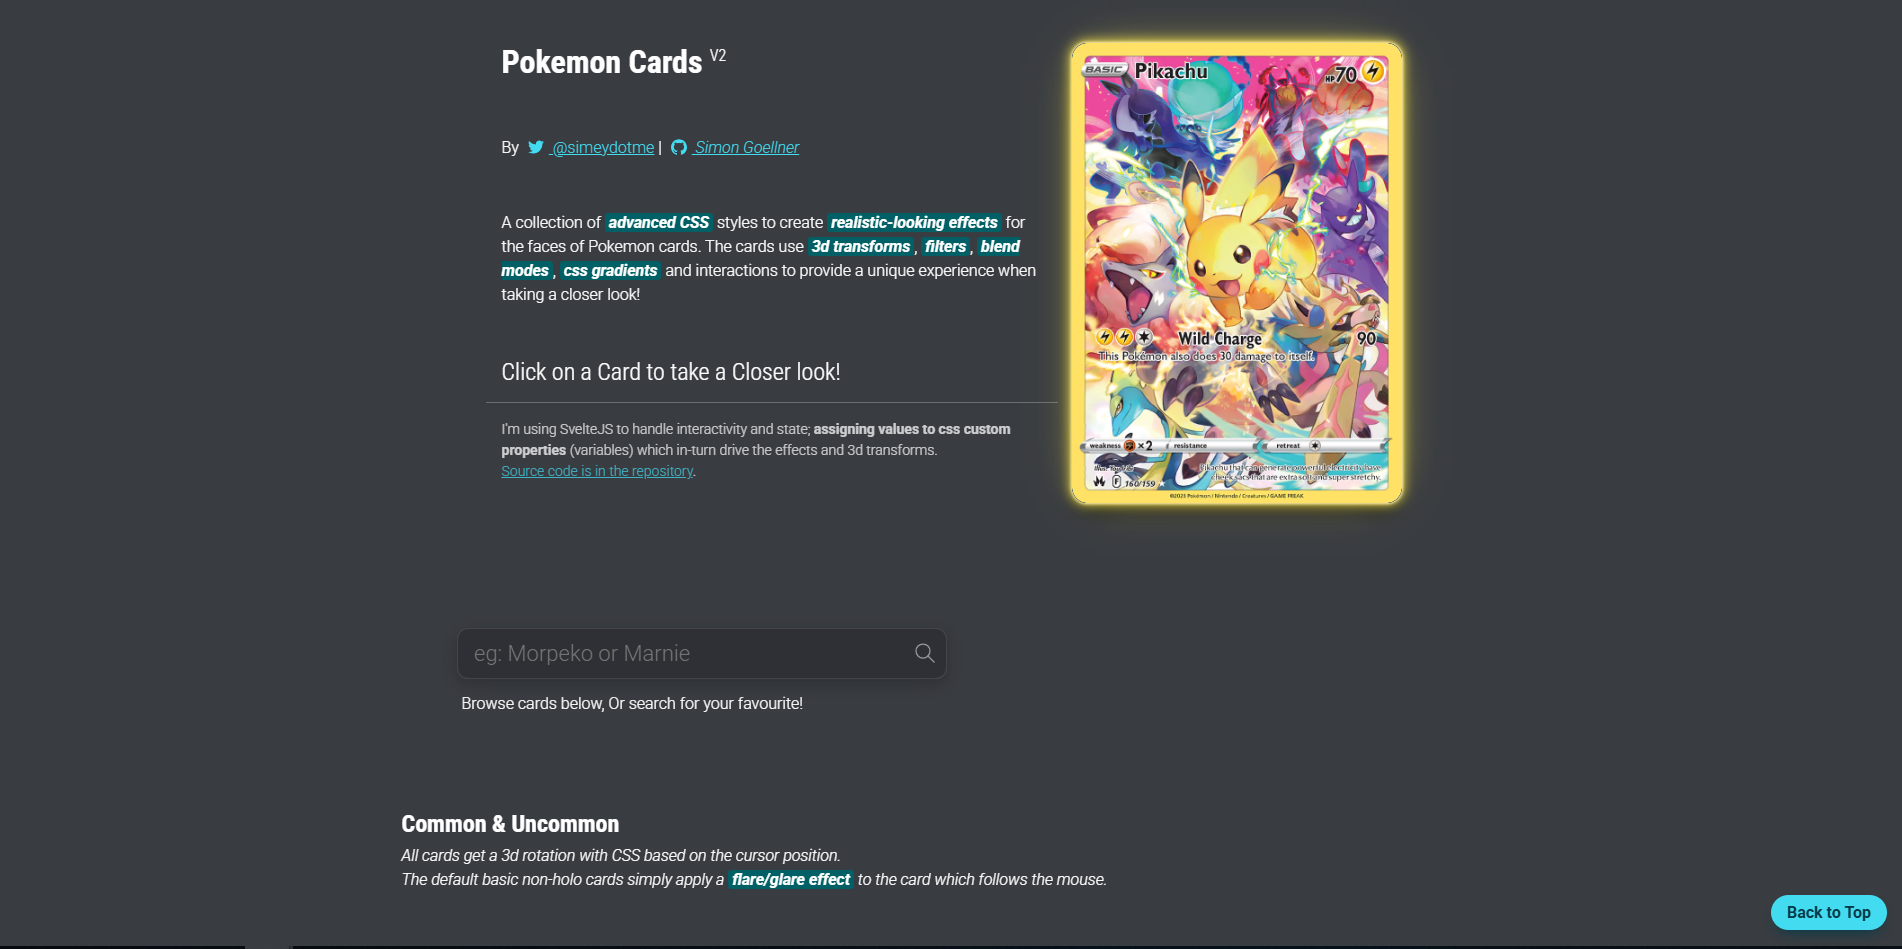 Pokemon Cards V2
By @simeydotme | Simon Goellner
A collection of advanced CSS styles to create realistic-looking effects for
the faces of Pokemon cards. The cards use 3d transforms , filters , blend
modes , css gradients and interactions to provide a unique experience when
taking a closer look!
Click on a Card to take a Closer look!
I'm using SvelteJS to handle interactivity and state; assigning values to css custom
properties (variables) which in-turn drive the effects and 3d transforms.
Source code is in the repository.
BASIC Pikachu HP70
Wild Charge 90
This Pokémon also does 30 damage to itself.
weakness ×2 resistance retreat
Pikachu that can generate powerful electricity have
cheek sacs that are extra soft and super stretchy.
F 160/159
©2023 Pokémon / Nintendo / Creatures / GAME FREAK
eg: Morpeko or Marnie
Browse cards below, Or search for your favourite!
Common & Uncommon
All cards get a 3d rotation with CSS based on the cursor position.
The default basic non-holo cards simply apply a flare/glare effect to the card which follows the mouse.
Back to Top